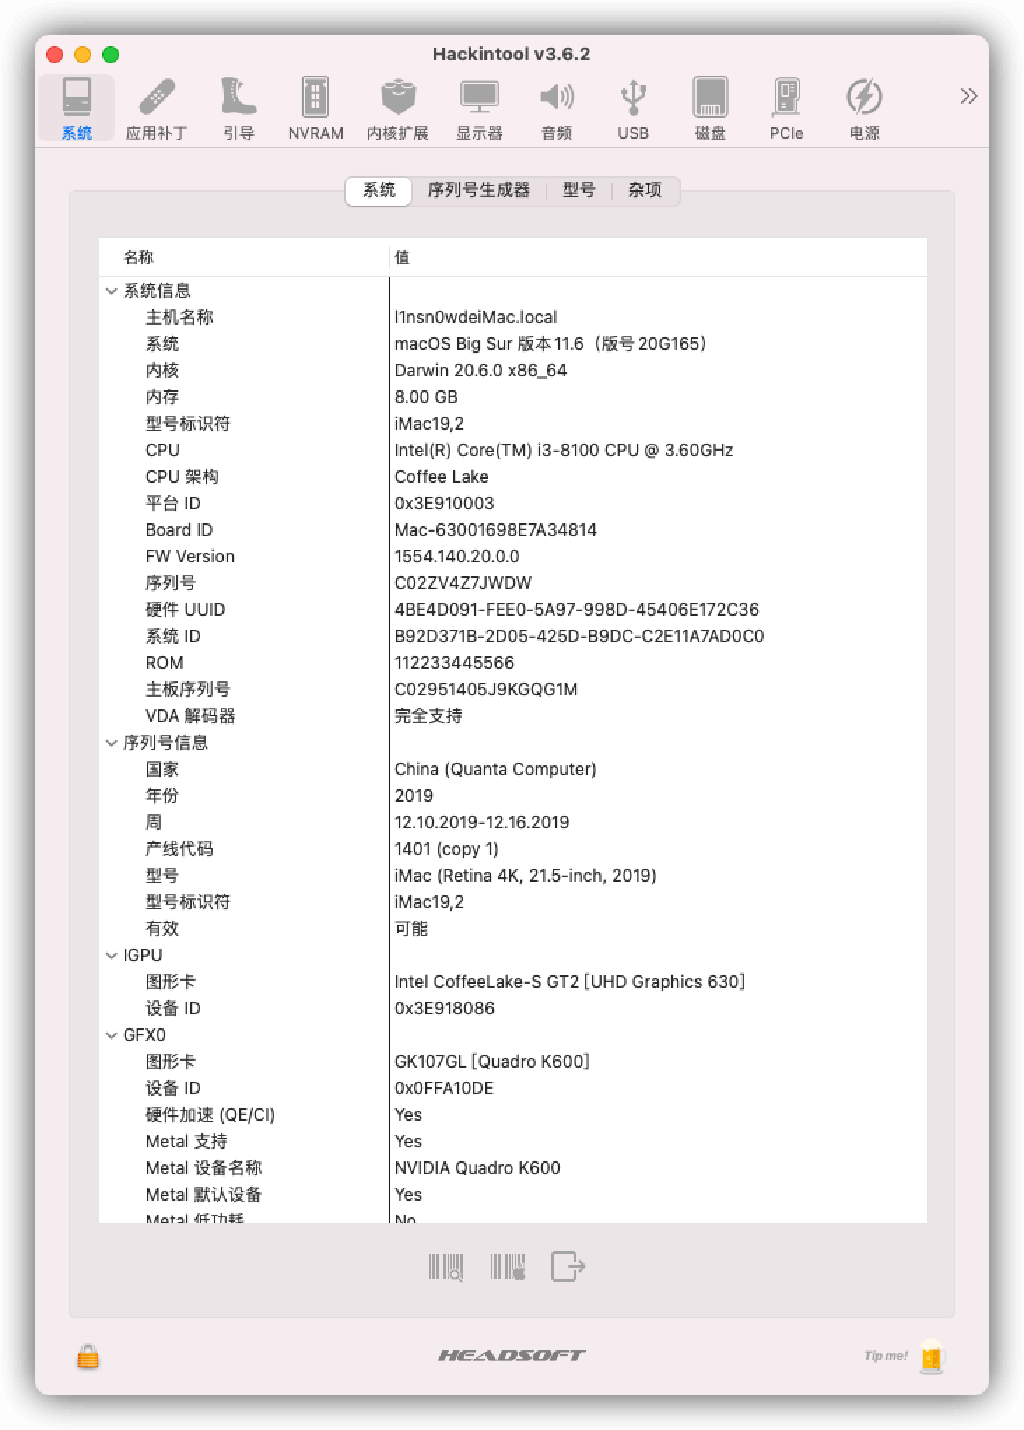 Hackintool v3.6.2
系统 应用补丁 引导 NVRAM 内核扩展 显示器 音频 USB 磁盘 PCIe 电源
系统 序列号生成器 型号 杂项
名称 值
系统信息
主机名称 l1nsn0wdeiMac.local
系统 macOS Big Sur 版本 11.6（版号 20G165）
内核 Darwin 20.6.0 x86_64
内存 8.00 GB
型号标识符 iMac19,2
CPU Intel(R) Core(TM) i3-8100 CPU @ 3.60GHz
CPU 架构 Coffee Lake
平台 ID 0x3E910003
Board ID Mac-63001698E7A34814
FW Version 1554.140.20.0.0
序列号 C02ZV4Z7JWDW
硬件 UUID 4BE4D091-FEE0-5A97-998D-45406E172C36
系统 ID B92D371B-2D05-425D-B9DC-C2E11A7AD0C0
ROM 112233445566
主板序列号 C02951405J9KGQG1M
VDA 解码器 完全支持
序列号信息
国家 China (Quanta Computer)
年份 2019
周 12.10.2019-12.16.2019
产线代码 1401 (copy 1)
型号 iMac (Retina 4K, 21.5-inch, 2019)
型号标识符 iMac19,2
有效 可能
IGPU
图形卡 Intel CoffeeLake-S GT2 [UHD Graphics 630]
设备 ID 0x3E918086
GFX0
图形卡 GK107GL [Quadro K600]
设备 ID 0x0FFA10DE
硬件加速 (QE/CI) Yes
Metal 支持 Yes
Metal 设备名称 NVIDIA Quadro K600
Metal 默认设备 Yes
Metal 低功耗 No
HEADSOFT
Tip me!